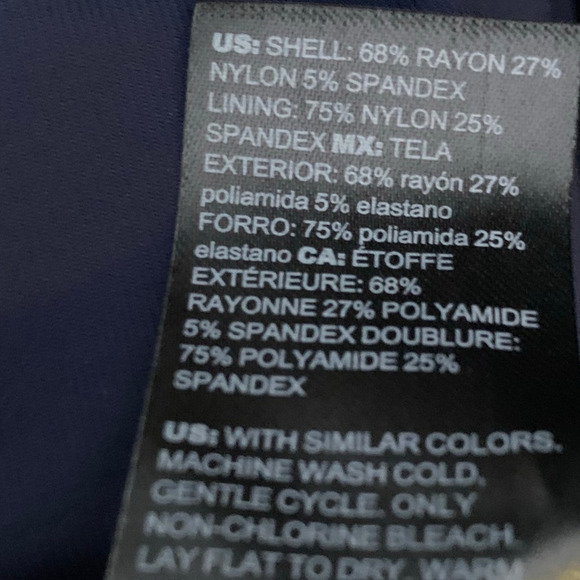 US: SHELL: 68% RAYON 27%
NYLON 5% SPANDEX
LINING: 75% NYLON 25%
SPANDEX MX: TELA
EXTERIOR: 68% rayón 27%
poliamida 5% elastano
FORRO: 75% poliamida 25%
elastano CA: ÉTOFFE
EXTÉRIEURE: 68%
RAYONNE 27% POLYAMIDE
5% SPANDEX DOUBLURE:
75% POLYAMIDE 25%
SPANDEX
US: WITH SIMILAR COLORS.
MACHINE WASH COLD,
GENTLE CYCLE. ONLY
NON-CHLORINE BLEACH.
LAY FLAT TO DRY. WARM